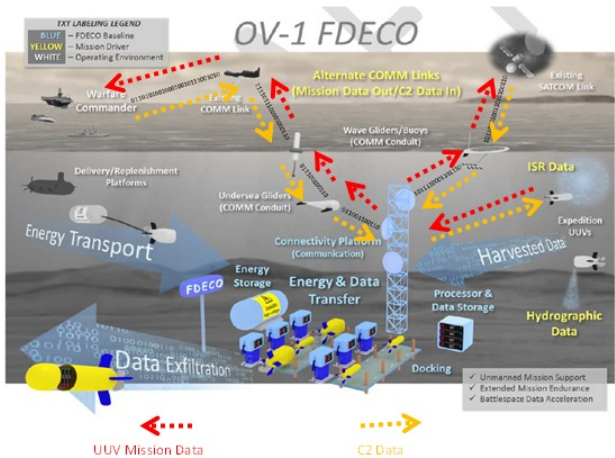 TXT LABELING LEGEND
BLUE – FDECO Baseline
YELLOW – Mission Driver
WHITE – Operating Environment
OV-1 FDECO
Warfare
Commander
Existing
COMM Link
Alternate COMM Links
(Mission Data Out/C2 Data In)
Existing
SATCOM Link
Wave Gliders/Buoys
(COMM Conduit)
Delivery/Replenishment
Platforms
Undersea Gliders
(COMM Conduit)
ISR Data
Expedition
UUVs
Energy Transport
Connectivity Platform
(Communication)
Harvested Data
FDECO
Energy
Storage
Energy & Data
Transfer
Processor &
Data Storage
Hydrographic
Data
Data Exfiltration
Docking
✓ Unmanned Mission Support
✓ Extended Mission Endurance
✓ Battlespace Data Acceleration
UUV Mission Data
C2 Data